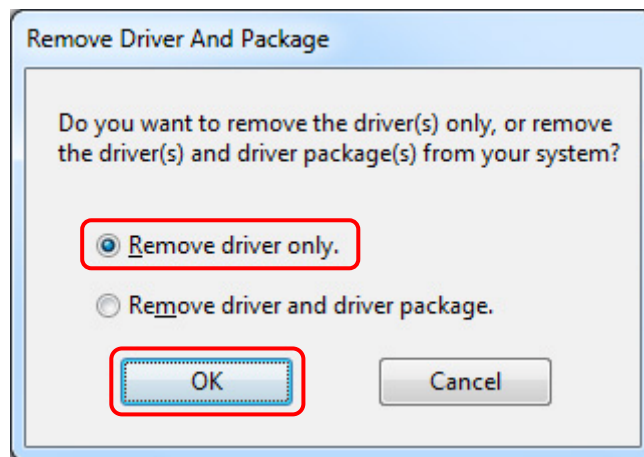 Remove Driver And Package
Do you want to remove the driver(s) only, or remove
the driver(s) and driver package(s) from your system?
Remove driver only.
Remove driver and driver package.
OK
Cancel